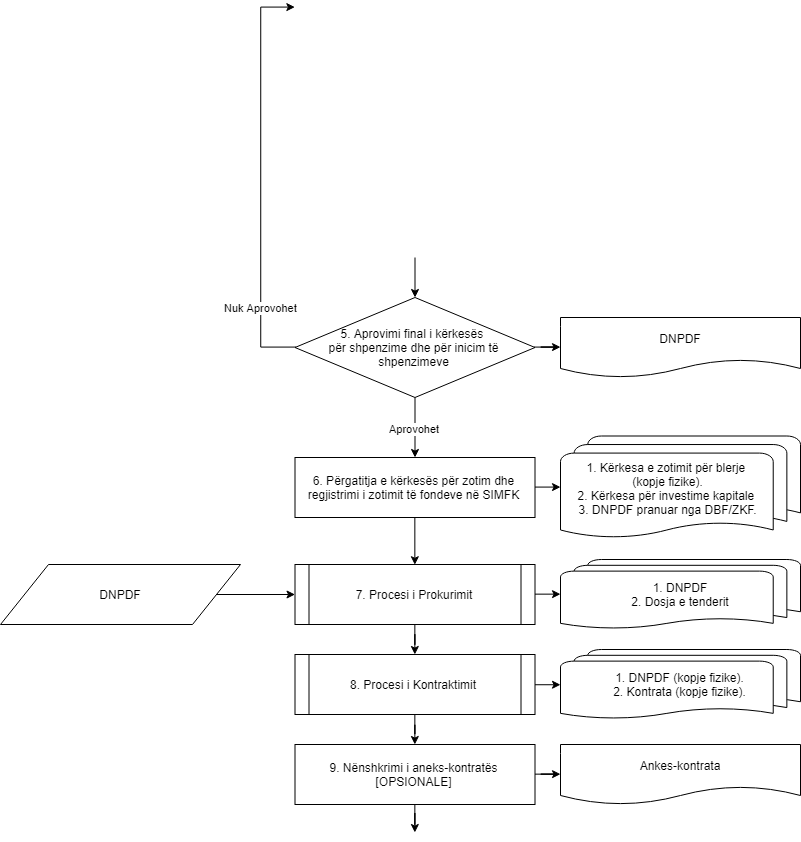 Nuk Aprovohet
5. Aprovimi final i kërkesës
për shpenzime dhe për inicim të
shpenzimeve
DNPDF
Aprovohet
6. Përgatitja e kërkesës për zotim dhe
regjistrimi i zotimit të fondeve në SIMFK
1. Kërkesa e zotimit për blerje
(kopje fizike).
2. Kërkesa për investime kapitale
3. DNPDF pranuar nga DBF/ZKF.
DNPDF
7. Procesi i Prokurimit
1. DNPDF
2. Dosja e tenderit
8. Procesi i Kontraktimit
1. DNPDF (kopje fizike).
2. Kontrata (kopje fizike).
9. Nënshkrimi i aneks-kontratës
[OPSIONALE]
Ankes-kontrata